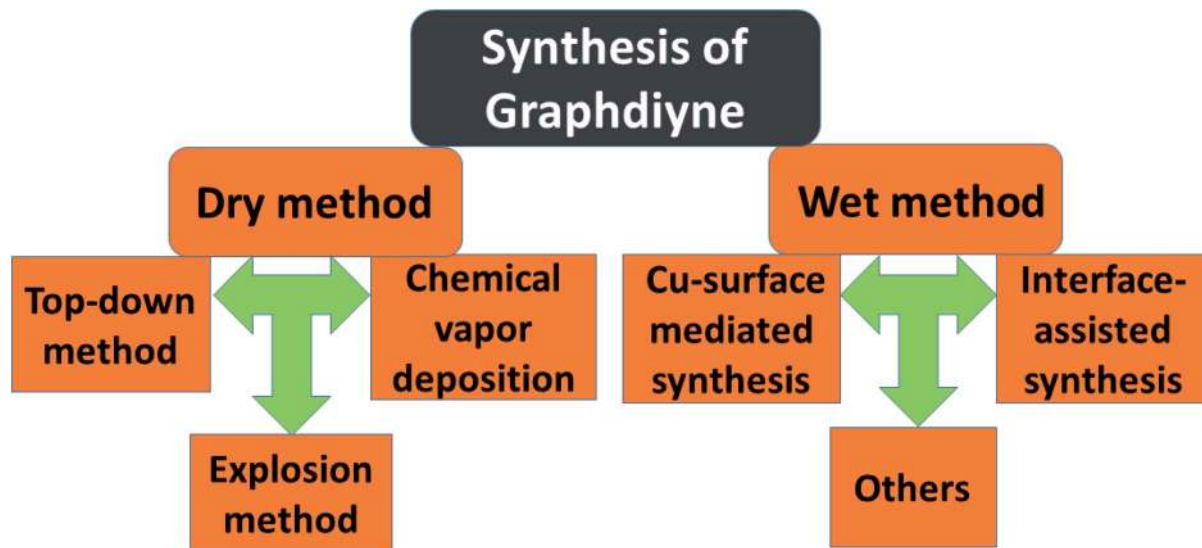 Synthesis of
Graphdiyne
Dry method
Wet method
Top-down
method
Chemical
vapor
deposition
Explosion
method
Cu-surface
mediated
synthesis
Interface-
assisted
synthesis
Others